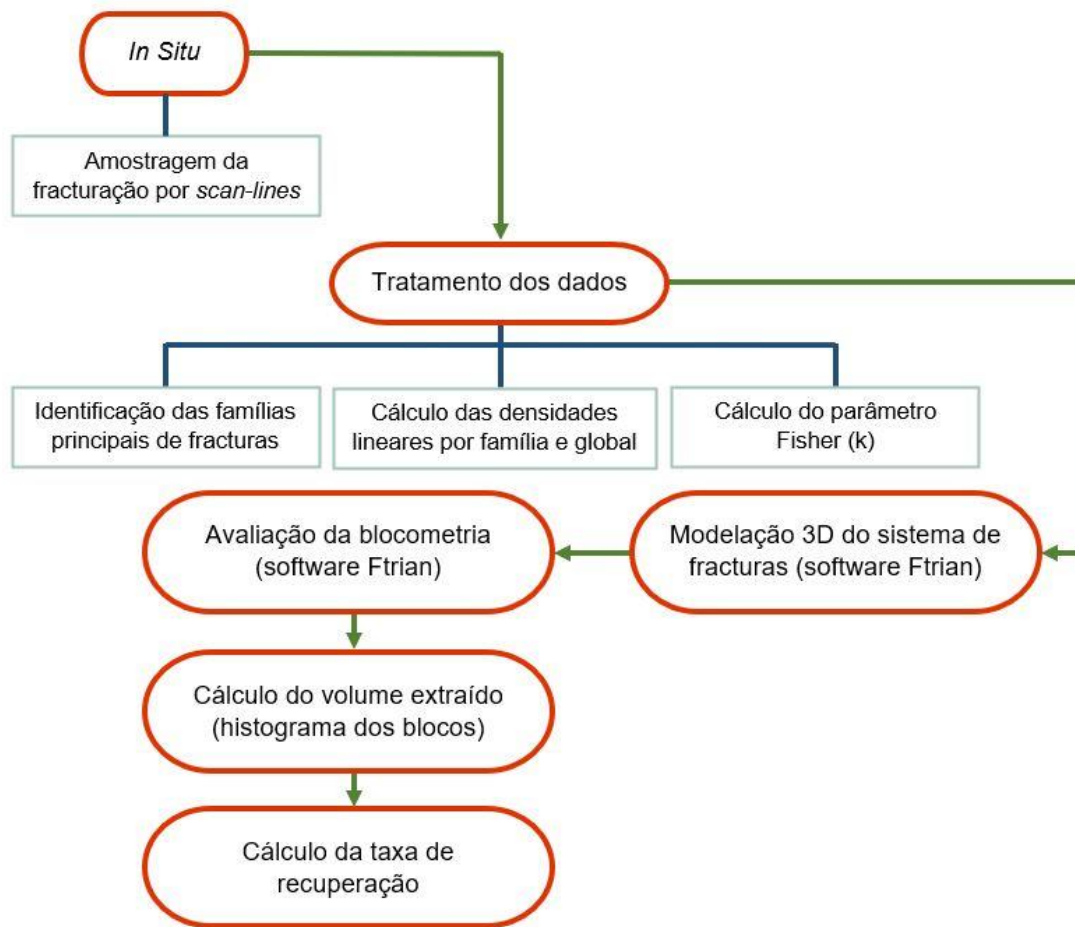 In Situ
Amostragem da
fracturação por scan-lines
Tratamento dos dados
Identificação das famílias
principais de fracturas
Cálculo das densidades
lineares por família e global
Cálculo do parâmetro
Fisher (k)
Modelação 3D do sistema de
fracturas (software Ftrian)
Avaliação da blocometria
(software Ftrian)
Cálculo do volume extraído
(histograma dos blocos)
Cálculo da taxa de
recuperação